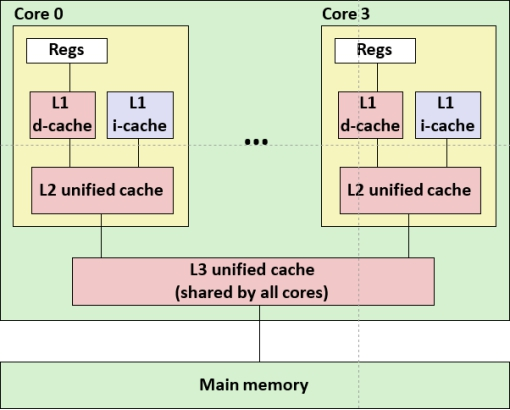 Core 0
Core 3
Regs
Regs
L1
d-cache
L1
i-cache
...
L1
d-cache
L1
i-cache
L2 unified cache
L2 unified cache
L3 unified cache
(shared by all cores)
Main memory